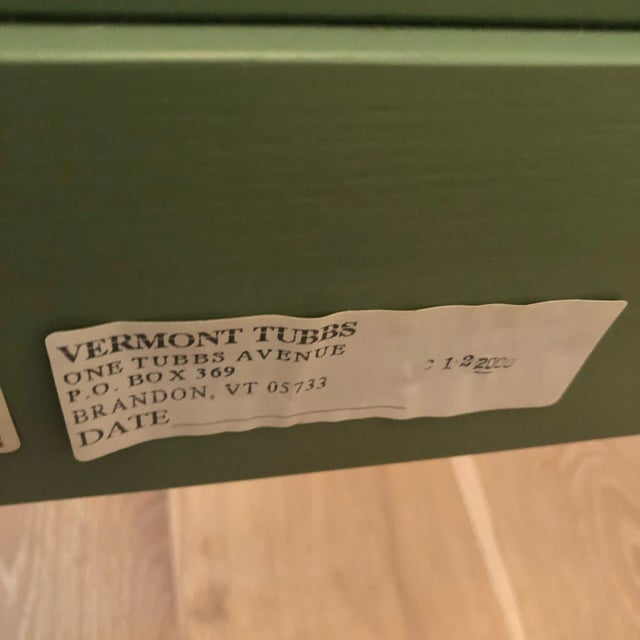 VERMONT TUBBS
ONE TUBBS AVENUE
P.O. BOX 369
BRANDON, VT 05733
DATE
C 1 2 2000